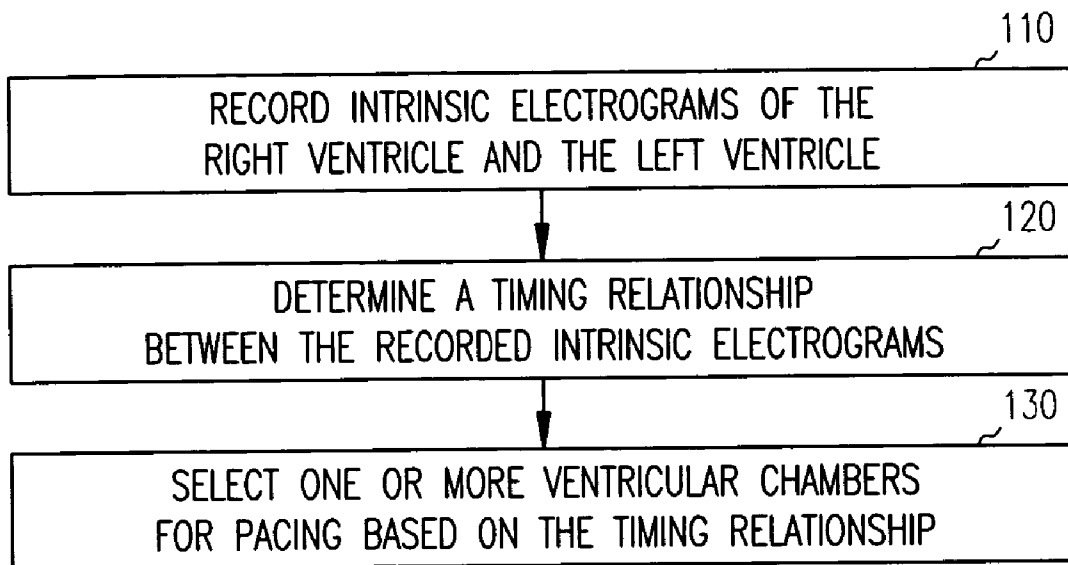 110
RECORD INTRINSIC ELECTROGRAMS OF THE
RIGHT VENTRICLE AND THE LEFT VENTRICLE
120
DETERMINE A TIMING RELATIONSHIP
BETWEEN THE RECORDED INTRINSIC ELECTROGRAMS
130
SELECT ONE OR MORE VENTRICULAR CHAMBERS
FOR PACING BASED ON THE TIMING RELATIONSHIP